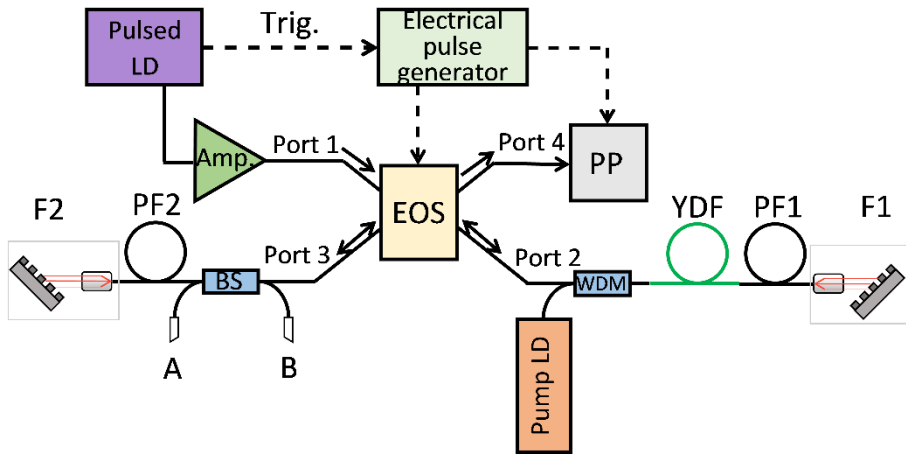 Pulsed
LD
Trig.
Electrical
pulse
generator
Amp.
Port 1
EOS
Port 4
PP
F2
PF2
BS
Port 3
A
B
Port 2
WDM
YDF
PF1
F1
Pump LD